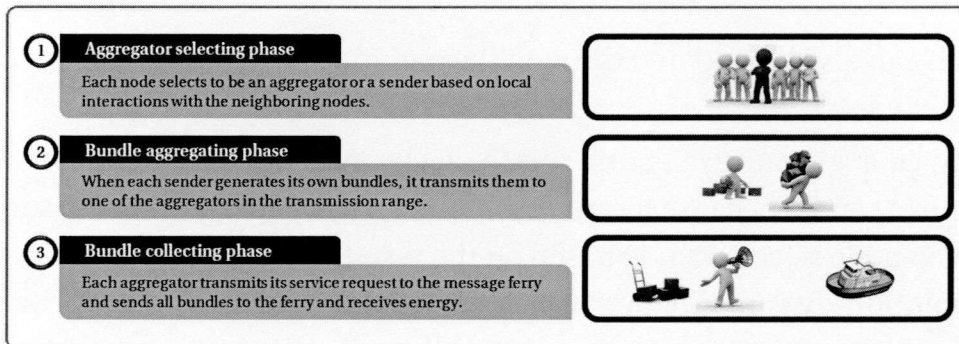 1
Aggregator selecting phase
Each node selects to be an aggregator or a sender based on local
interactions with the neighboring nodes.
2
Bundle aggregating phase
When each sender generates its own bundles, it transmits them to
one of the aggregators in the transmission range.
3
Bundle collecting phase
Each aggregator transmits its service request to the message ferry
and sends all bundles to the ferry and receives energy.